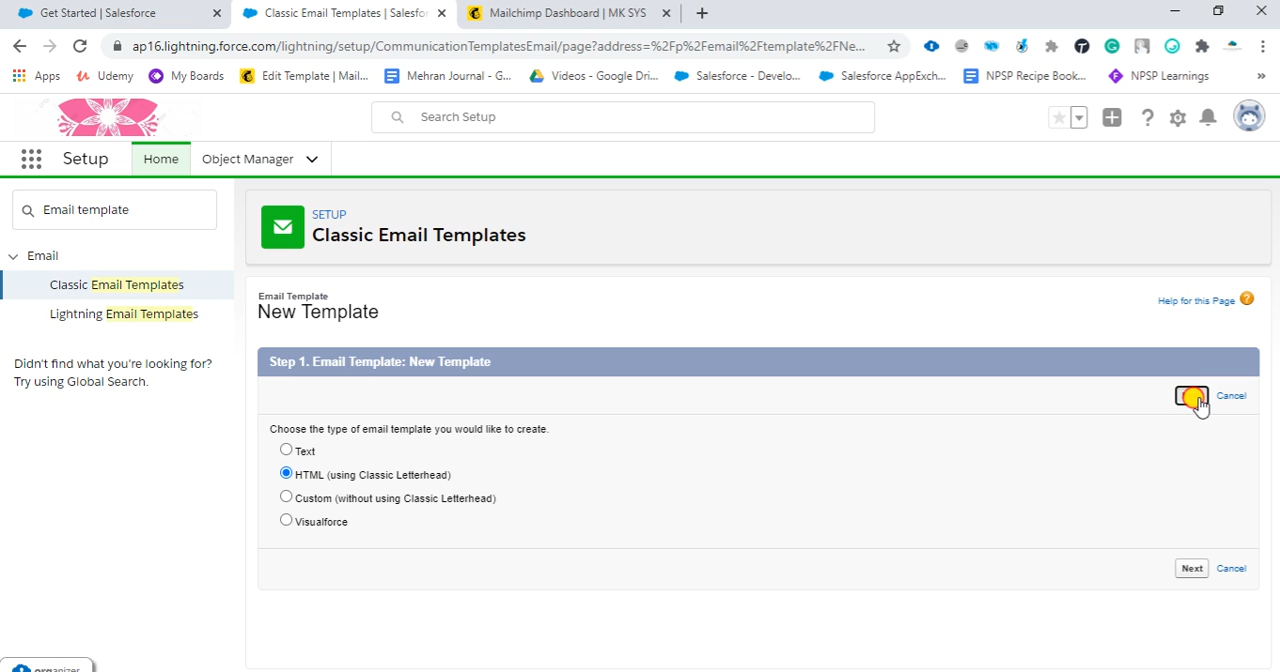 Get Started | Salesforce
Classic Email Templates | Salesfor
Mailchimp Dashboard | MK SYS
ap16.lightning.force.com/lightning/setup/CommunicationTemplatesEmail/page?address=%2Fp%2Femail%2Ftemplate%2FNe...
Apps
Udemy
My Boards
Edit Template | Mail...
Mehran Journal - G...
Videos - Google Dri...
Salesforce - Develo...
Salesforce AppExch...
NPSP Recipe Book...
NPSP Learnings
»
Search Setup
Setup
Home
Object Manager
Email template
SETUP
Classic Email Templates
Email
Classic Email Templates
Lightning Email Templates
Didn't find what you're looking for?
Try using Global Search.
Email Template
New Template
Help for this Page
Step 1. Email Template: New Template
Cancel
Choose the type of email template you would like to create.
Text
HTML (using Classic Letterhead)
Custom (without using Classic Letterhead)
Visualforce
Next Cancel
organizer